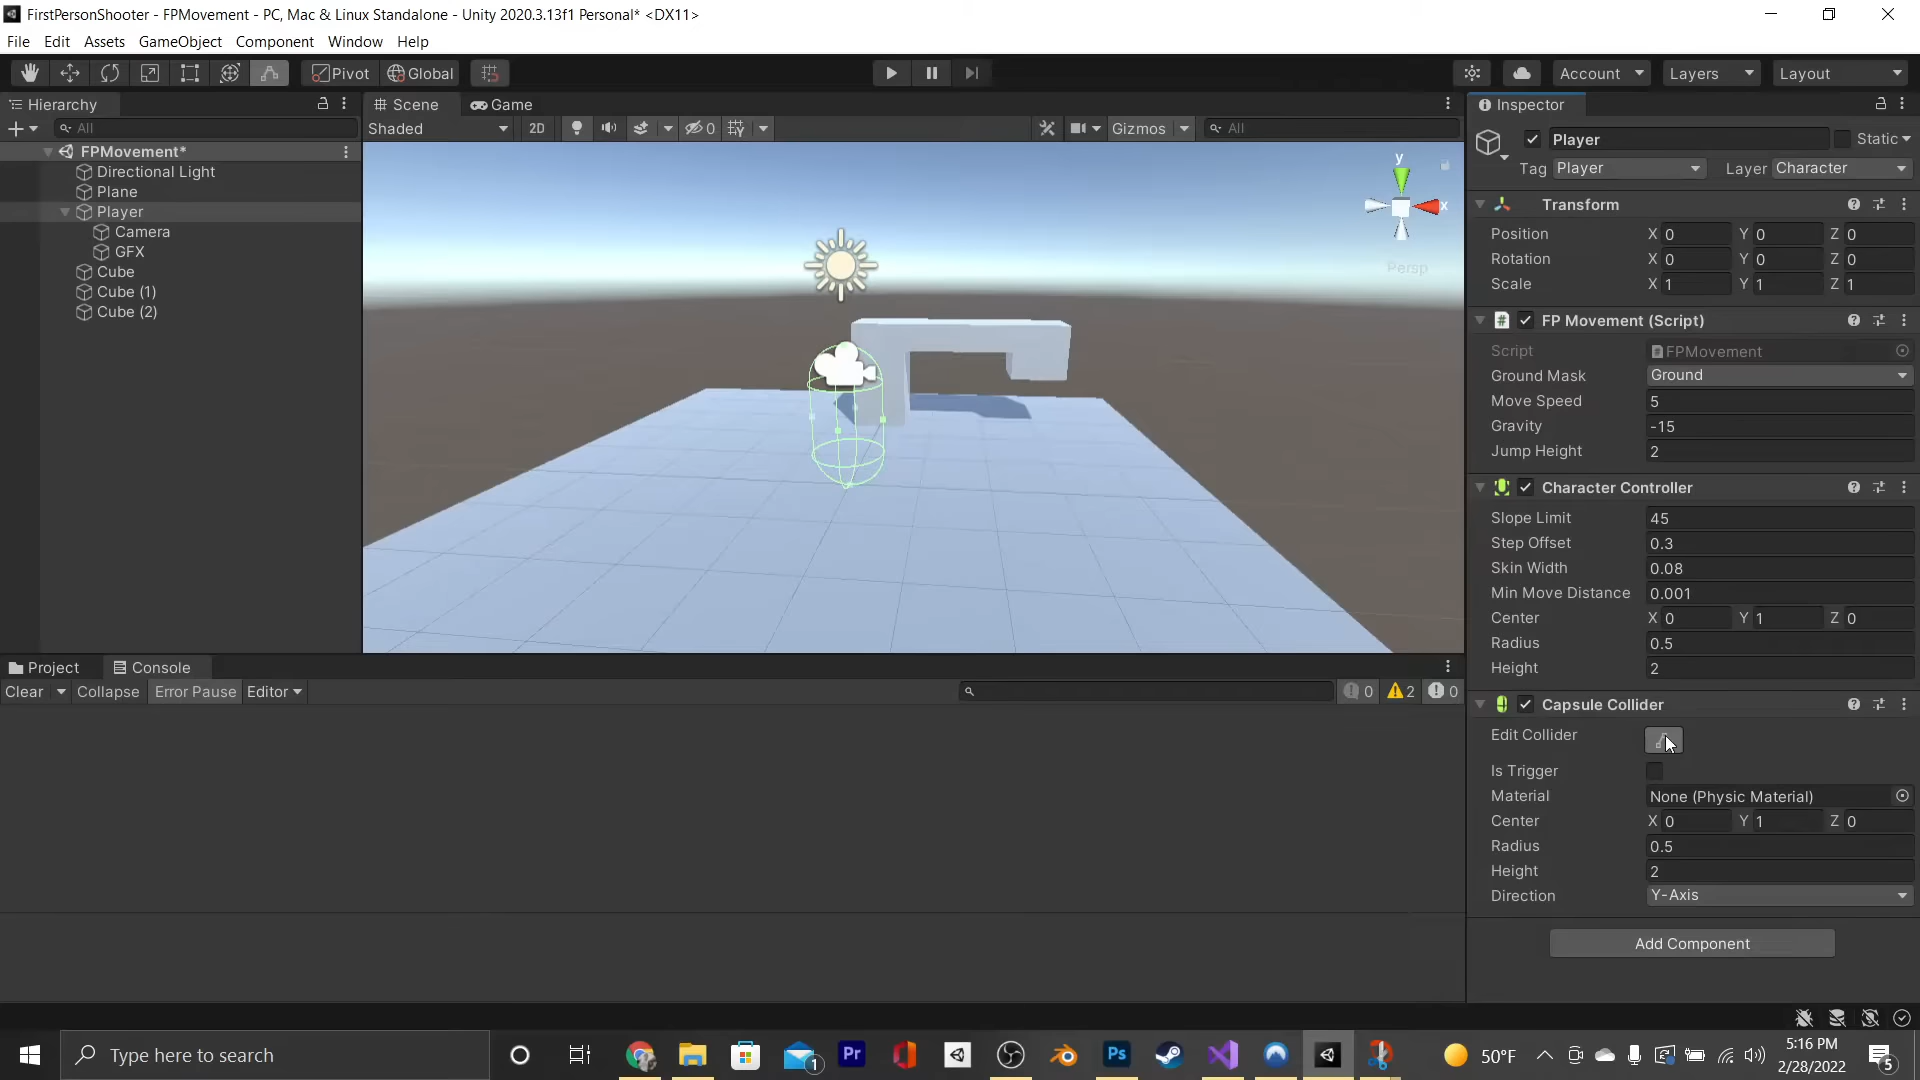 FirstPersonShooter - FPMovement - PC, Mac & Linux Standalone - Unity 2020.3.13f1 Personal* <DX11>
File Edit Assets GameObject Component Window Help
Pivot Global Account Layers Layout
Hierarchy
All
FPMovement*
Directional Light
Plane
Player
Camera
GFX
Cube
Cube (1)
Cube (2)
Scene Game
Shaded 2D 0 Gizmos All
y
x
Persp
Project Console
Clear Collapse Error Pause Editor 0 2 0
Inspector
Player Static
Tag Player Layer Character
Transform
Position X 0 Y 0 Z 0
Rotation X 0 Y 0 Z 0
Scale X 1 Y 1 Z 1
FP Movement (Script)
Script FPMovement
Ground Mask Ground
Move Speed 5
Gravity -15
Jump Height 2
Character Controller
Slope Limit 45
Step Offset 0.3
Skin Width 0.08
Min Move Distance 0.001
Center X 0 Y 1 Z 0
Radius 0.5
Height 2
Capsule Collider
Edit Collider
Is Trigger
Material None (Physic Material)
Center X 0 Y 1 Z 0
Radius 0.5
Height 2
Direction Y-Axis
Add Component
Type here to search
1
Pr
Ps
50°F
5:16 PM
2/28/2022
5